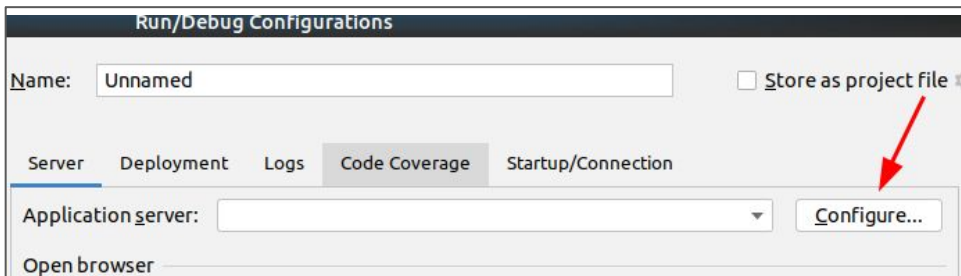 Run/Debug Configurations
Name: Unnamed Store as project file
Server Deployment Logs Code Coverage Startup/Connection
Application server: Configure...
Open browser